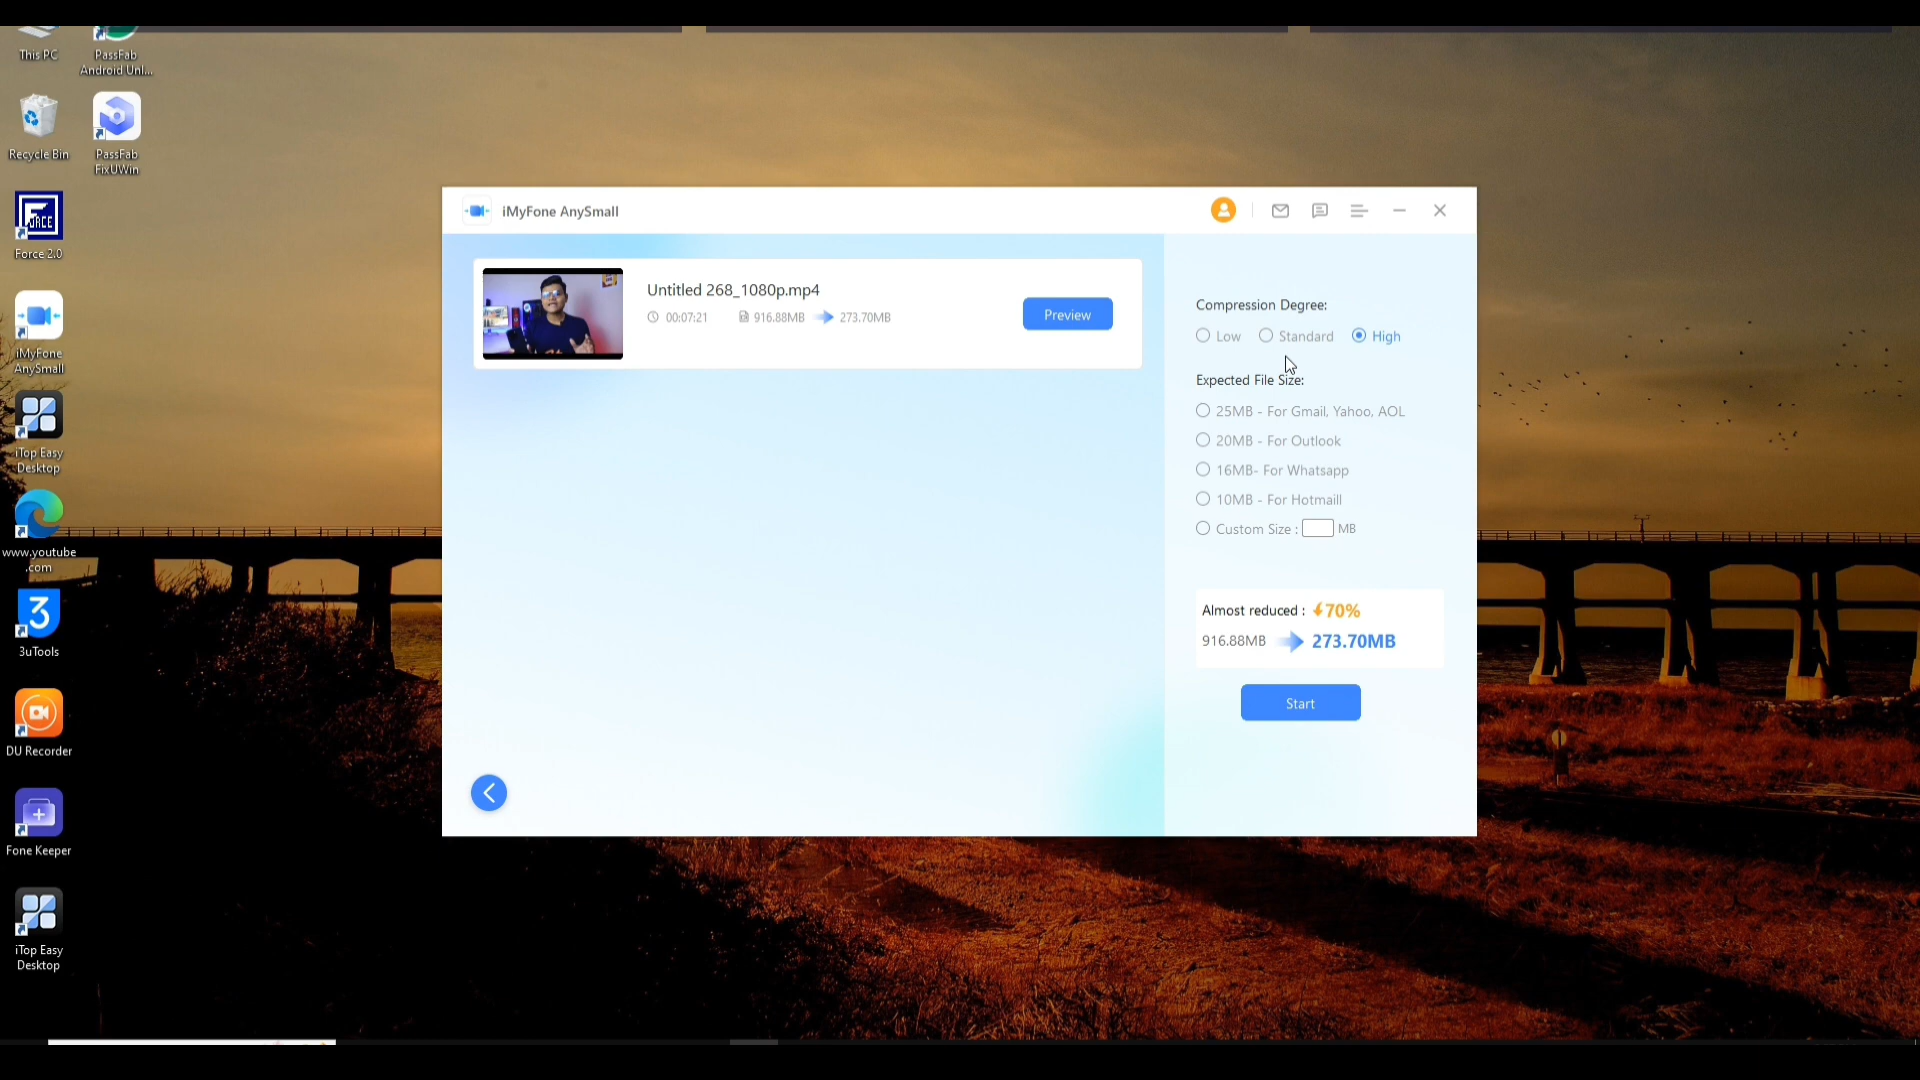 This PC
PassFab
Android Unl...
Recycle Bin
PassFab
FixUWin
FORCE
Force 2.0
iMyFone
AnySmall
iTop Easy
Desktop
www.youtube
.com
3
3uTools
DU Recorder
Fone Keeper
iTop Easy
Desktop
iMyFone AnySmall
Untitled 268_1080p.mp4
00:07:21 916.88MB 273.70MB
Preview
Compression Degree:
Low Standard High
Expected File Size:
25MB - For Gmail, Yahoo, AOL
20MB - For Outlook
16MB- For Whatsapp
10MB - For Hotmaill
Custom Size : MB
Almost reduced : 70%
916.88MB 273.70MB
Start